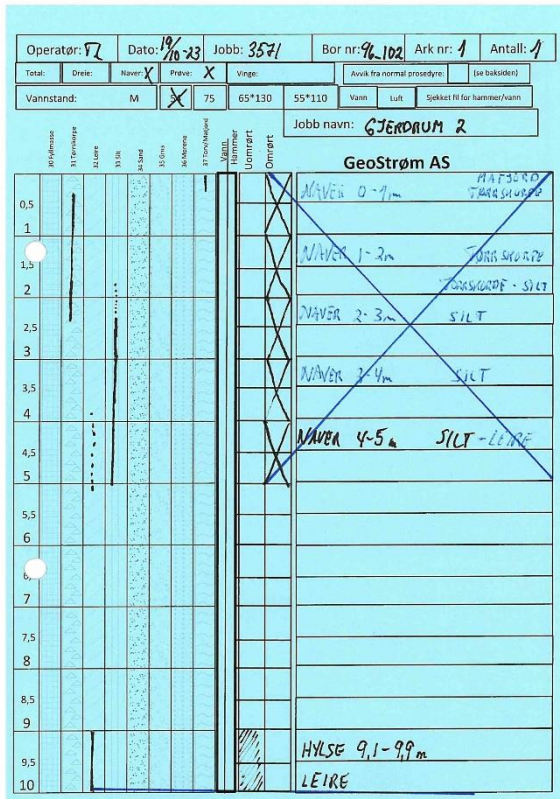 Operatør: TL Dato: 19/10-23 Jobb: 3571 Bor nr: 96_102 Ark nr: 1 Antall: 1
Total: Dreie: Naver: X Prøve: X Vinge: Avvik fra normal prosedyre: (se baksiden)
Vannstand: M 54 75 65*130 55*110 Vann Luft Sjekket fil for hammer/vann
Jobb navn: GJERDRUM 2
30 Fyllmasse
31 Tørrskorpe
32 Leire
33 Silt
34 Sand
35 Grus
36 Morene
37 Torv/Matjord
Vann
Hammer
Uomrørt
Omrørt
GeoStrøm AS
NAVER 0-1m MATJORD
TØRRSKORPE
0,5
1
NAVER 1-2m TØRRSKORPE
1,5
TØRRSKORPE - SILT
2
NAVER 2-3m SILT
2,5
3
NAVER 3-4m SILT
3,5
4
NAVER 4-5m SILT-LEIRE
4,5
5
5,5
6
7
7,5
8
8,5
9
HYLSE 9,1-9,9m
9,5
LEIRE
10